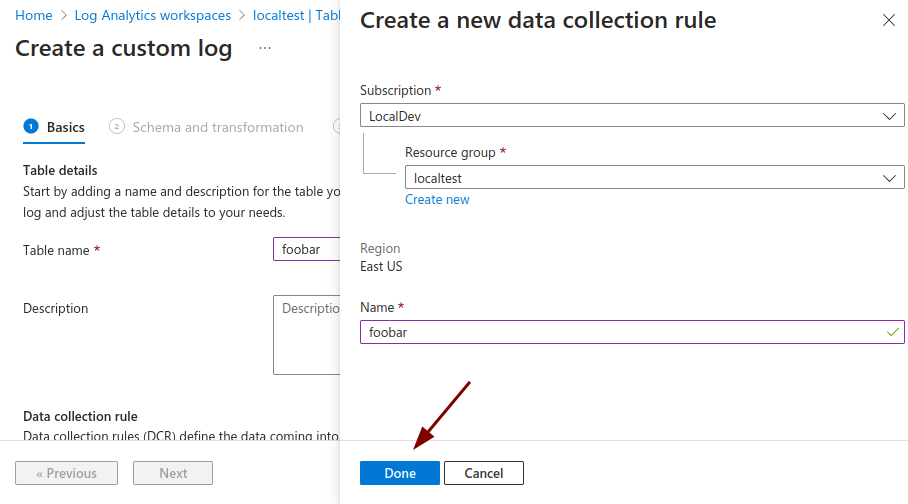 Home > Log Analytics workspaces > localtest | Tabl
Create a custom log ...
1 Basics
2 Schema and transformation
Table details
Start by adding a name and description for the table yo
log and adjust the table details to your needs.
Table name *
foobar
Description
Descriptio
Data collection rule
Data collection rules (DCR) define the data coming into
« Previous
Next
Create a new data collection rule
Subscription *
LocalDev
Resource group *
localtest
Create new
Region
East US
Name *
foobar
Done
Cancel